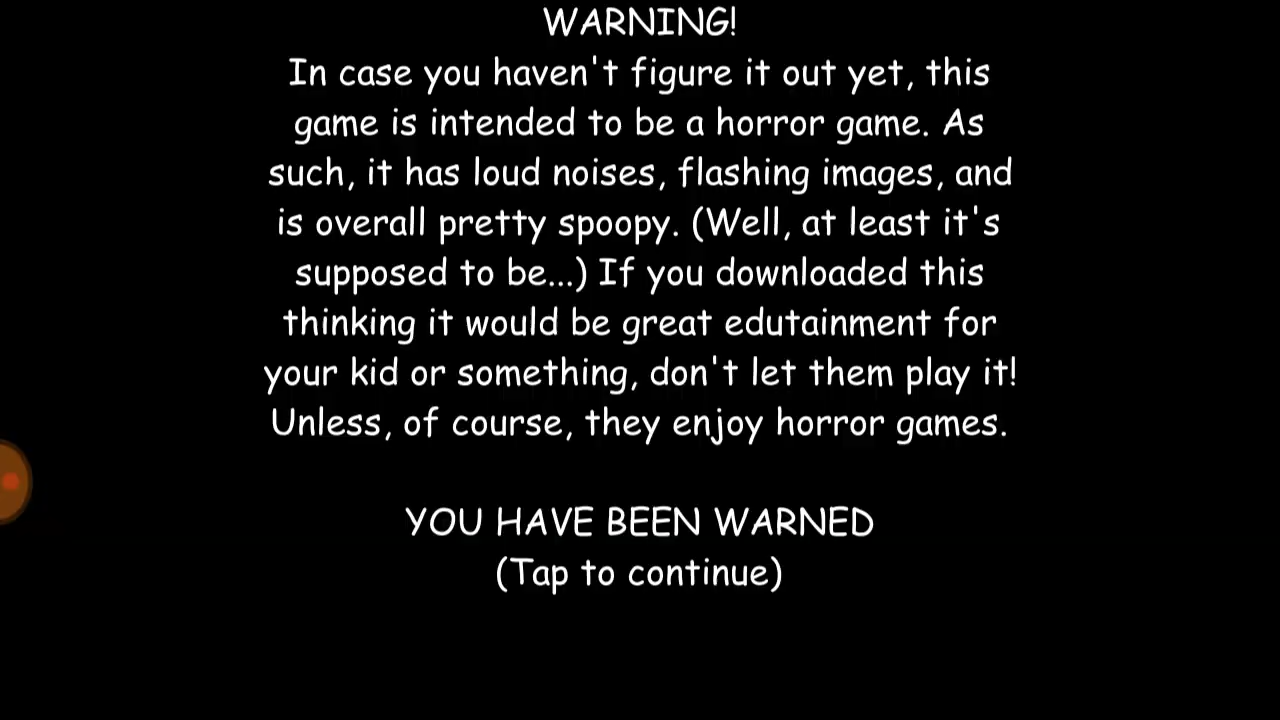 WARNING!
In case you haven't figure it out yet, this
game is intended to be a horror game. As
such, it has loud noises, flashing images, and
is overall pretty spoopy. (Well, at least it's
supposed to be...) If you downloaded this
thinking it would be great edutainment for
your kid or something, don't let them play it!
Unless, of course, they enjoy horror games.
YOU HAVE BEEN WARNED
(Tap to continue)